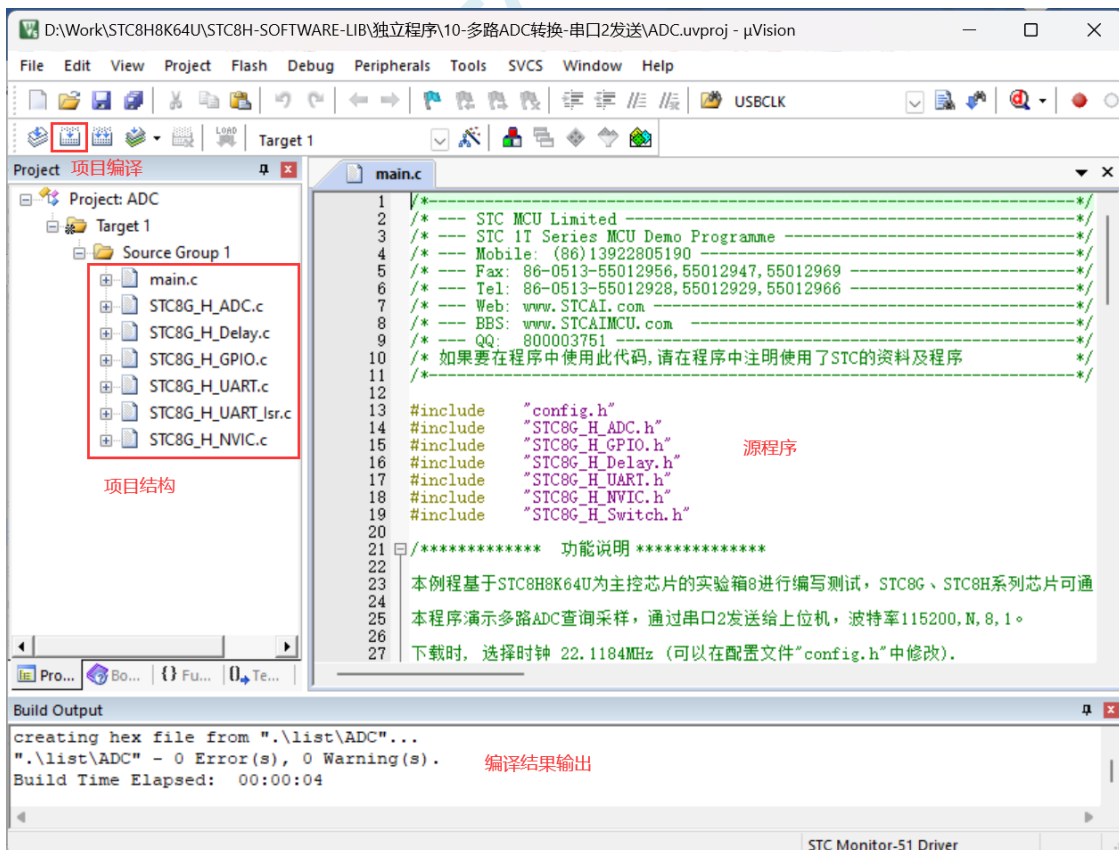 D:\Work\STC8H8K64U\STC8H-SOFTWARE-LIB\独立程序\10-多路ADC转换-串口2发送\ADC.uvproj - µVision
File Edit View Project Flash Debug Peripherals Tools SVCS Window Help
USBCLK
LOAD Target 1
Project 项目编译
main.c
Project: ADC
Target 1
Source Group 1
main.c
STC8G_H_ADC.c
STC8G_H_Delay.c
STC8G_H_GPIO.c
STC8G_H_UART.c
STC8G_H_UART_Isr.c
STC8G_H_NVIC.c
项目结构
1 /*---------------------------------------------------------------------*/
2 /* --- STC MCU Limited ------------------------------------------------*/
3 /* --- STC 1T Series MCU Demo Programme -------------------------------*/
4 /* --- Mobile: (86)13922805190 ----------------------------------------*/
5 /* --- Fax: 86-0513-55012956,55012947,55012969 ------------------------*/
6 /* --- Tel: 86-0513-55012928,55012929,55012966 ------------------------*/
7 /* --- Web: www.STCAI.com ---------------------------------------------*/
8 /* --- BBS: www.STCAIMCU.com -----------------------------------------*/
9 /* --- QQ: 800003751 -------------------------------------------------*/
10 /* 如果要在程序中使用此代码,请在程序中注明使用了STC的资料及程序 */
11 /*---------------------------------------------------------------------*/
12
13 #include "config.h"
14 #include "STC8G_H_ADC.h"
15 #include "STC8G_H_GPIO.h"
16 #include "STC8G_H_Delay.h"
17 #include "STC8G_H_UART.h"
18 #include "STC8G_H_NVIC.h"
19 #include "STC8G_H_Switch.h"
源程序
20
21 /************* 功能说明 **************
22
23 本例程基于STC8H8K64U为主控芯片的实验箱8进行编写测试，STC8G、STC8H系列芯片可通
24
25 本程序演示多路ADC查询采样，通过串口2发送给上位机，波特率115200,N,8,1。
26
27 下载时, 选择时钟 22.1184MHz (可以在配置文件"config.h"中修改).
Pro... Bo... {} Fu... Te...
Build Output
creating hex file from ".\list\ADC"...
".\list\ADC" - 0 Error(s), 0 Warning(s).
Build Time Elapsed: 00:00:04
编译结果输出
STC Monitor-51 Driver